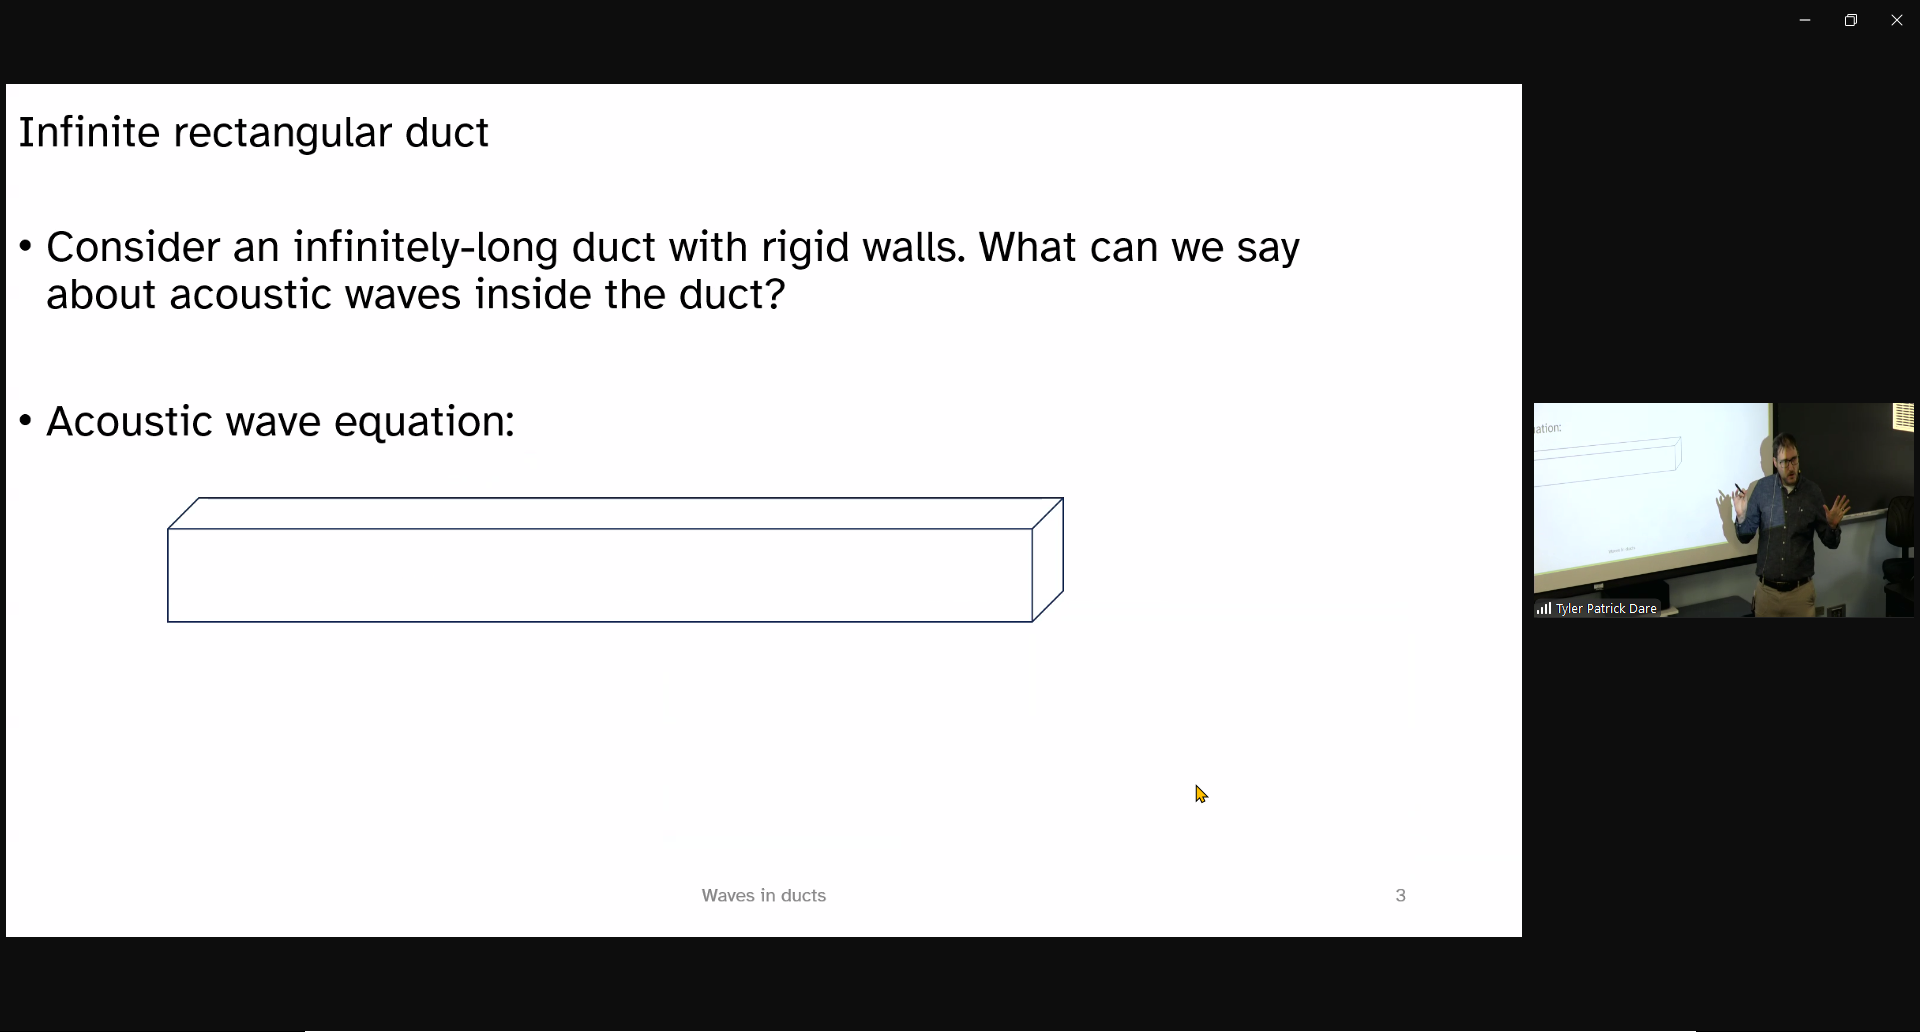 Infinite rectangular duct
• Consider an infinitely-long duct with rigid walls. What can we say
about acoustic waves inside the duct?
• Acoustic wave equation:
Waves in ducts
3
ation:
Tyler Patrick Dare